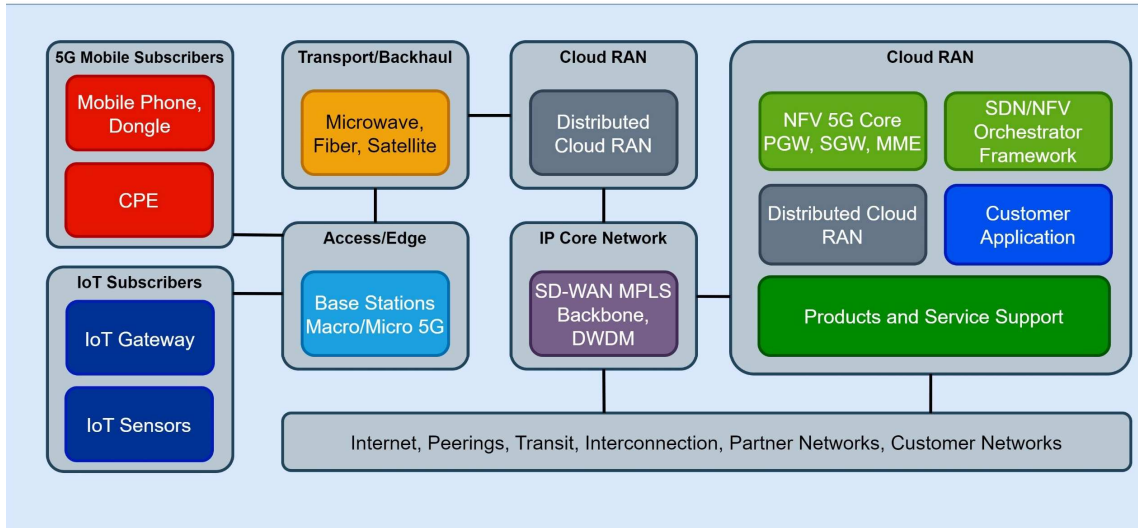 5G Mobile Subscribers
Mobile Phone,
Dongle
CPE
IoT Subscribers
IoT Gateway
IoT Sensors
Transport/Backhaul
Microwave,
Fiber, Satellite
Access/Edge
Base Stations
Macro/Micro 5G
Cloud RAN
Distributed
Cloud RAN
IP Core Network
SD-WAN MPLS
Backbone,
DWDM
Cloud RAN
NFV 5G Core
PGW, SGW, MME
SDN/NFV
Orchestrator
Framework
Distributed Cloud
RAN
Customer
Application
Products and Service Support
Internet, Peerings, Transit, Interconnection, Partner Networks, Customer Networks